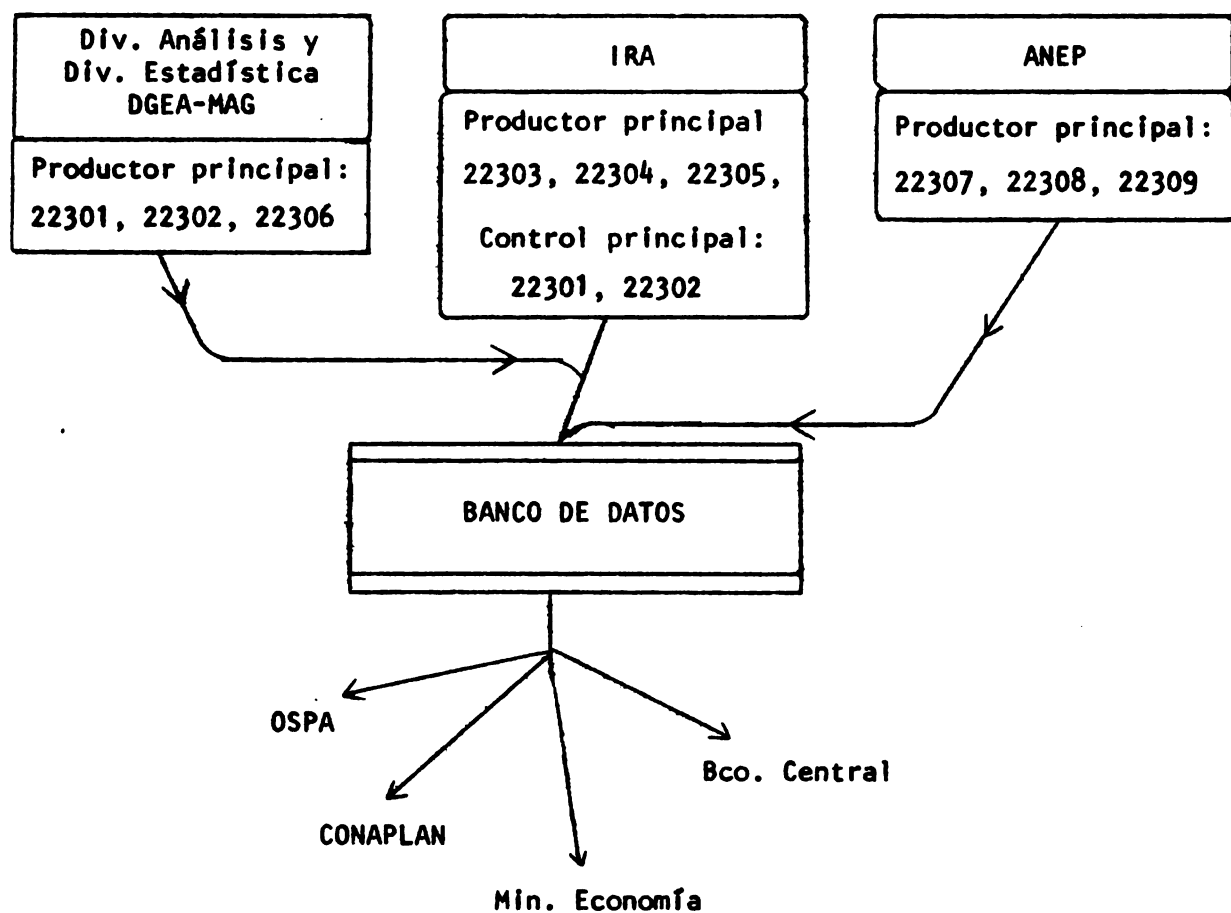 Div. Análisis y
Div. Estadística
DGEA-MAG
Productor principal:
22301, 22302, 22306
IRA
Productor principal
22303, 22304, 22305,
Control principal:
22301, 22302
ANEP
Productor principal:
22307, 22308, 22309
BANCO DE DATOS
OSPA
Bco. Central
CONAPLAN
Min. Economía